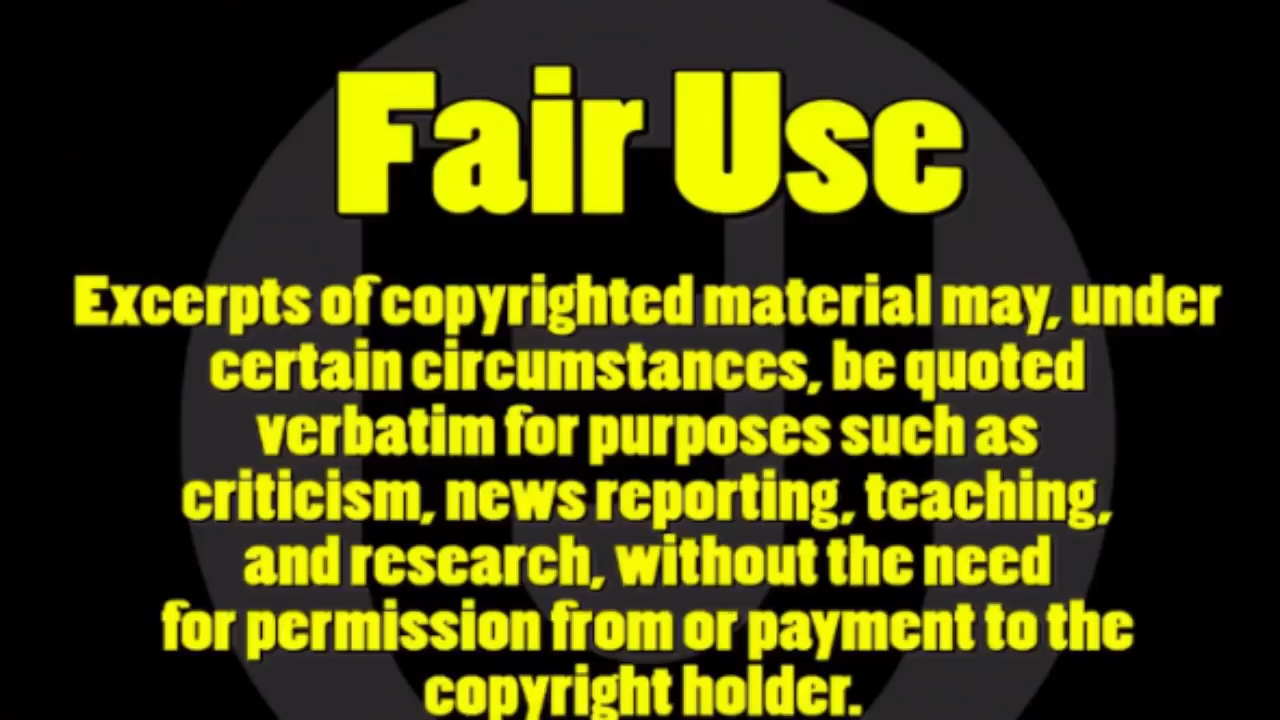 Fair Use
Excerpts of copyrighted material may, under
certain circumstances, be quoted
verbatim for purposes such as
criticism, news reporting, teaching,
and research, without the need
for permission from or payment to the
copyright holder.